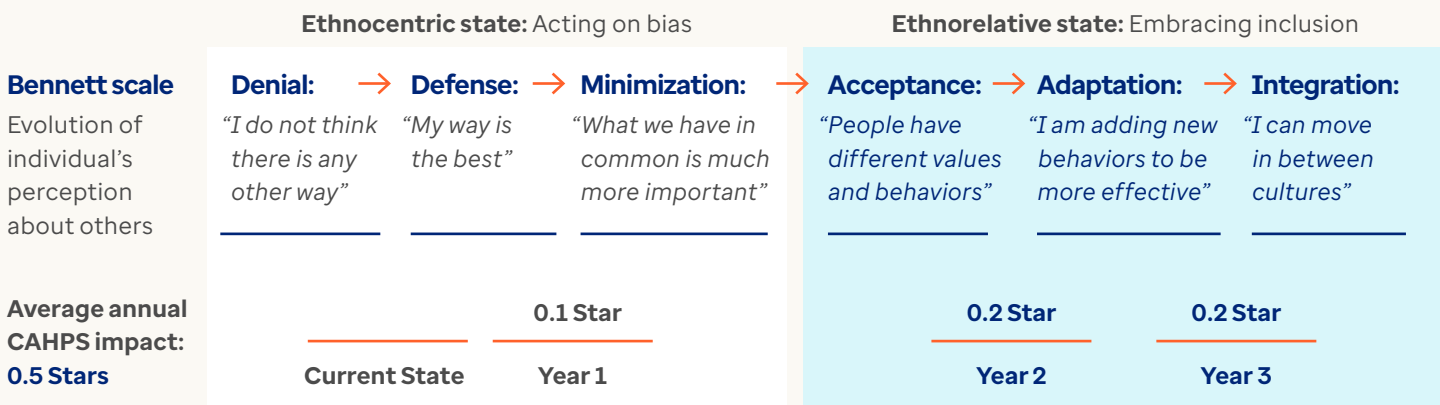 Ethnocentric state: Acting on bias
Ethnorelative state: Embracing inclusion
Bennett scale
Evolution of
individual's
perception
about others
Denial:
“I do not think
there is any
other way”
Defense:
“My way is
the best”
Minimization:
“What we have in
common is much
more important”
Acceptance:
“People have
different values
and behaviors”
Adaptation:
“I am adding new
behaviors to be
more effective”
Integration:
“I can move
in between
cultures”
Average annual
CAHPS impact:
0.5 Stars
Current State
0.1 Star
Year 1
0.2 Star
Year 2
0.2 Star
Year 3